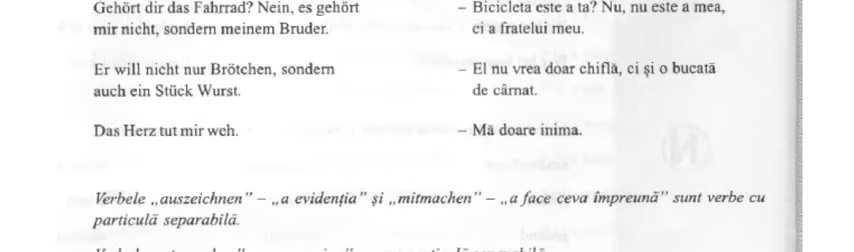 Gehört dir das Fahrrad? Nein, es gehört
mir nicht, sondern meinem Bruder.
– Bicicleta este a ta? Nu, nu este a mea,
ci a fratelui meu.
Er will nicht nur Brötchen, sondern
auch ein Stück Wurst.
– El nu vrea doar chiflă, ci și o bucată
de cârnat.
Das Herz tut mir weh.
– Mă doare inima.
Verbele „auszeichnen” – „a evidenția” și „mitmachen” – „a face ceva împreună” sunt verbe cu
particulă separabilă.